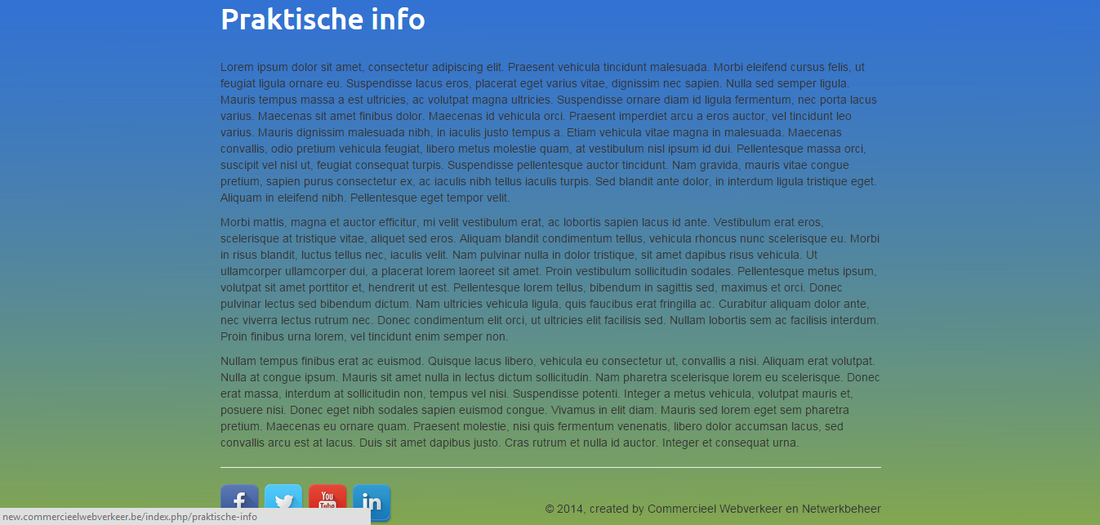 Praktische info
Lorem ipsum dolor sit amet, consectetur adipiscing elit. Praesent vehicula tincidunt malesuada. Morbi eleifend cursus felis, ut
feugiat ligula ornare eu. Suspendisse lacus eros, placerat eget varius vitae, dignissim nec sapien. Nulla sed semper ligula.
Mauris tempus massa a est ultricies, ac volutpat magna ultricies. Suspendisse ornare diam id ligula fermentum, nec porta lacus
varius. Maecenas sit amet finibus dolor. Maecenas id vehicula orci. Praesent imperdiet arcu a eros auctor, vel tincidunt leo
varius. Mauris dignissim malesuada nibh, in iaculis justo tempus a. Etiam vehicula vitae magna in malesuada. Maecenas
convallis, odio pretium vehicula feugiat, libero metus molestie quam, at vestibulum nisl ipsum id dui. Pellentesque massa orci,
suscipit vel nisl ut, feugiat consequat turpis. Suspendisse pellentesque auctor tincidunt. Nam gravida, mauris vitae congue
pretium, sapien purus consectetur ex, ac iaculis nibh tellus iaculis turpis. Sed blandit ante dolor, in interdum ligula tristique eget.
Aliquam in eleifend nibh. Pellentesque eget tempor velit.
Morbi mattis, magna et auctor efficitur, mi velit vestibulum erat, ac lobortis sapien lacus id ante. Vestibulum erat eros,
scelerisque at tristique vitae, aliquet sed eros. Aliquam blandit condimentum tellus, vehicula rhoncus nunc scelerisque eu. Morbi
in risus blandit, luctus tellus nec, iaculis velit. Nam pulvinar nulla in dolor tristique, sit amet dapibus risus vehicula. Ut
ullamcorper ullamcorper dui, a placerat lorem laoreet sit amet. Proin vestibulum sollicitudin sodales. Pellentesque metus ipsum,
volutpat sit amet porttitor et, hendrerit ut est. Pellentesque lorem tellus, bibendum in sagittis sed, maximus et orci. Donec
pulvinar lectus sed bibendum dictum. Nam ultricies vehicula ligula, quis faucibus erat fringilla ac. Curabitur aliquam dolor ante,
nec viverra lectus rutrum nec. Donec condimentum elit orci, ut ultricies elit facilisis sed. Nullam lobortis sem ac facilisis interdum.
Proin finibus urna lorem, vel tincidunt enim semper non.
Nullam tempus finibus erat ac euismod. Quisque lacus libero, vehicula eu consectetur ut, convallis a nisi. Aliquam erat volutpat.
Nulla at congue ipsum. Mauris sit amet nulla in lectus dictum sollicitudin. Nam pharetra scelerisque lorem eu scelerisque. Donec
erat massa, interdum at sollicitudin non, tempus vel nisi. Suspendisse potenti. Integer a metus vehicula, volutpat mauris et,
posuere nisi. Donec eget nibh sodales sapien euismod congue. Vivamus in elit diam. Mauris sed lorem eget sem pharetra
pretium. Maecenas eu ornare quam. Praesent molestie, nisi quis fermentum venenatis, libero dolor accumsan lacus, sed
convallis arcu est at lacus. Duis sit amet dapibus justo. Cras rutrum et nulla id auctor. Integer et consequat urna.
f You Tube in
© 2014, created by Commercieel Webverkeer en Netwerkbeheer
new.commercieelwebverkeer.be/index.php/praktische-info